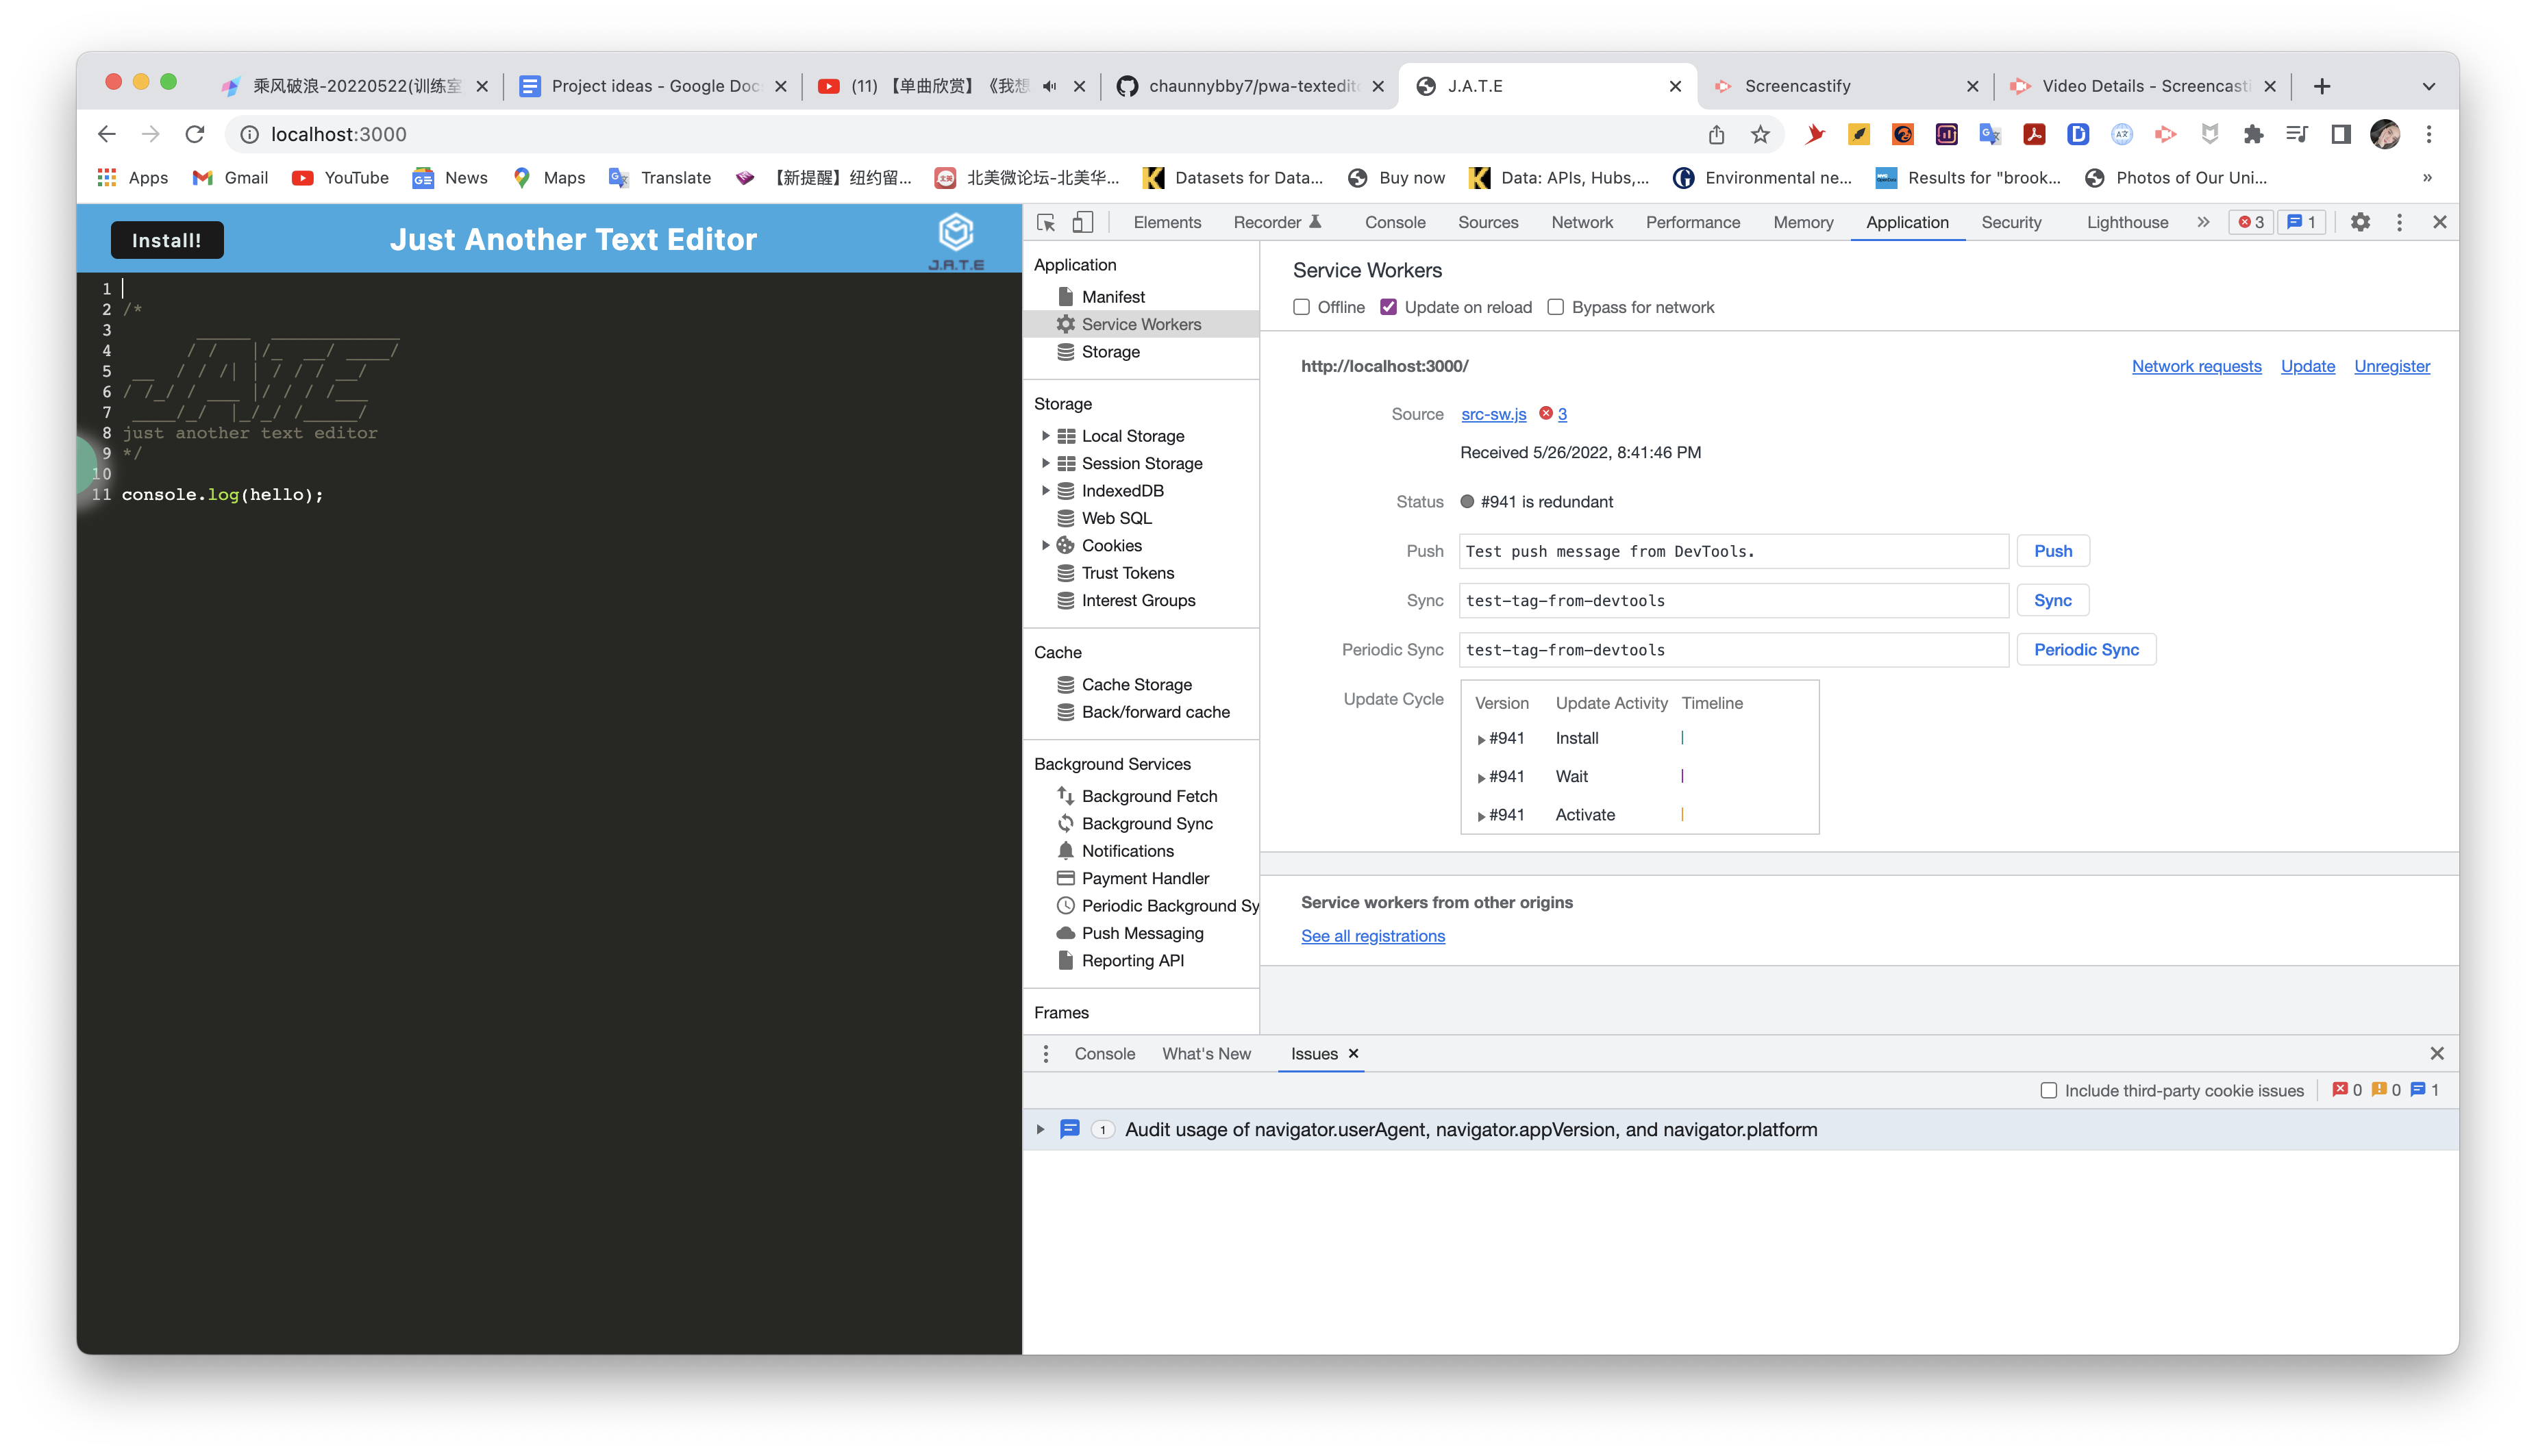 乘风破浪-20220522(训练室
Project ideas - Google Doc
(11) 【单曲欣赏】《我想
chaunnybby7/pwa-textedit
J.A.T.E
Screencastify
Video Details - Screencasti
localhost:3000
Apps
Gmail
YouTube
News
Maps
Translate
【新提醒】纽约留...
北美微论坛-北美华...
Datasets for Data...
Buy now
Data: APIs, Hubs,...
Environmental ne...
Results for "brook...
Photos of Our Uni...
Install!
Just Another Text Editor
J.A.T.E
1
2 /*
3
4
5
6
7
8 just another text editor
9 */
10
11 console.log(hello);
Elements
Recorder
Console
Sources
Network
Performance
Memory
Application
Security
Lighthouse
3
1
Application
Manifest
Service Workers
Storage
Storage
Local Storage
Session Storage
IndexedDB
Web SQL
Cookies
Trust Tokens
Interest Groups
Cache
Cache Storage
Back/forward cache
Background Services
Background Fetch
Background Sync
Notifications
Payment Handler
Periodic Background Sy
Push Messaging
Reporting API
Frames
Service Workers
Offline
Update on reload
Bypass for network
http://localhost:3000/
Network requests
Update
Unregister
Source src-sw.js 3
Received 5/26/2022, 8:41:46 PM
Status #941 is redundant
Push Test push message from DevTools. Push
Sync test-tag-from-devtools Sync
Periodic Sync test-tag-from-devtools Periodic Sync
Update Cycle
Version Update Activity Timeline
#941 Install
#941 Wait
#941 Activate
Service workers from other origins
See all registrations
Console
What's New
Issues
Include third-party cookie issues
0 0 1
1 Audit usage of navigator.userAgent, navigator.appVersion, and navigator.platform